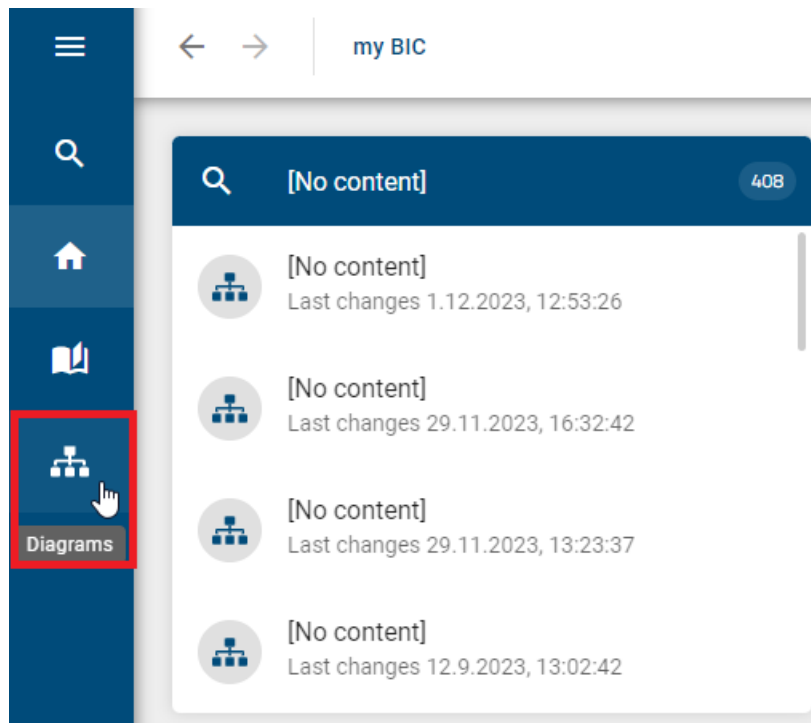 my BIC
[No content]
408
[No content]
Last changes 1.12.2023, 12:53:26
[No content]
Last changes 29.11.2023, 16:32:42
Diagrams
[No content]
Last changes 29.11.2023, 13:23:37
[No content]
Last changes 12.9.2023, 13:02:42